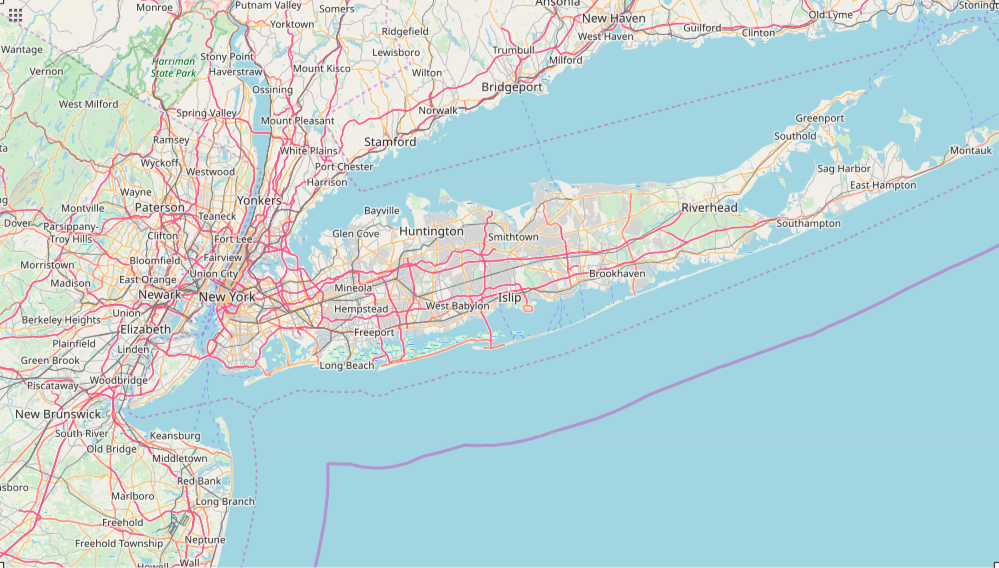 Monroe
Putnam Valley
Somers
Ansonia
Old Lyme
Stoning
Yorktown
New Haven
Wantage
Ridgefield
West Haven
Guilford
Clinton
Harriman
State Park
Stony Point
Lewisboro
Trumbull
Milford
Vernon
Haverstraw
Mount Kisco
Wilton
Ossining
Bridgeport
West Milford
Spring Valley
Norwalk
Mount Pleasant
Greenport
Ramsey
Stamford
Southold
White Plains
Wyckoff
Port Chester
Montauk
Westwood
Sag Harbor
Harrison
East Hampton
Wayne
Yonkers
Montville
Paterson
Teaneck
Bayville
Riverhead
Dover
Parsippany-
Troy Hills
Clifton
Fort Lee
Glen Cove
Huntington
Smithtown
Southampton
Bloomfield
Fairview
Morristown
Union City
Brookhaven
East Orange
Madison
Mineola
Newark
New York
West Babylon
Islip
Union
Hempstead
Berkeley Heights
Elizabeth
Freeport
Plainfield
Linden
Green Brook
Long Beach
Woodbridge
Piscataway
New Brunswick
South River
Keansburg
Old Bridge
Middletown
Red Bank
nsboro
Marlboro
Long Branch
Freehold
Freehold Township
Neptune
Howell
Wall